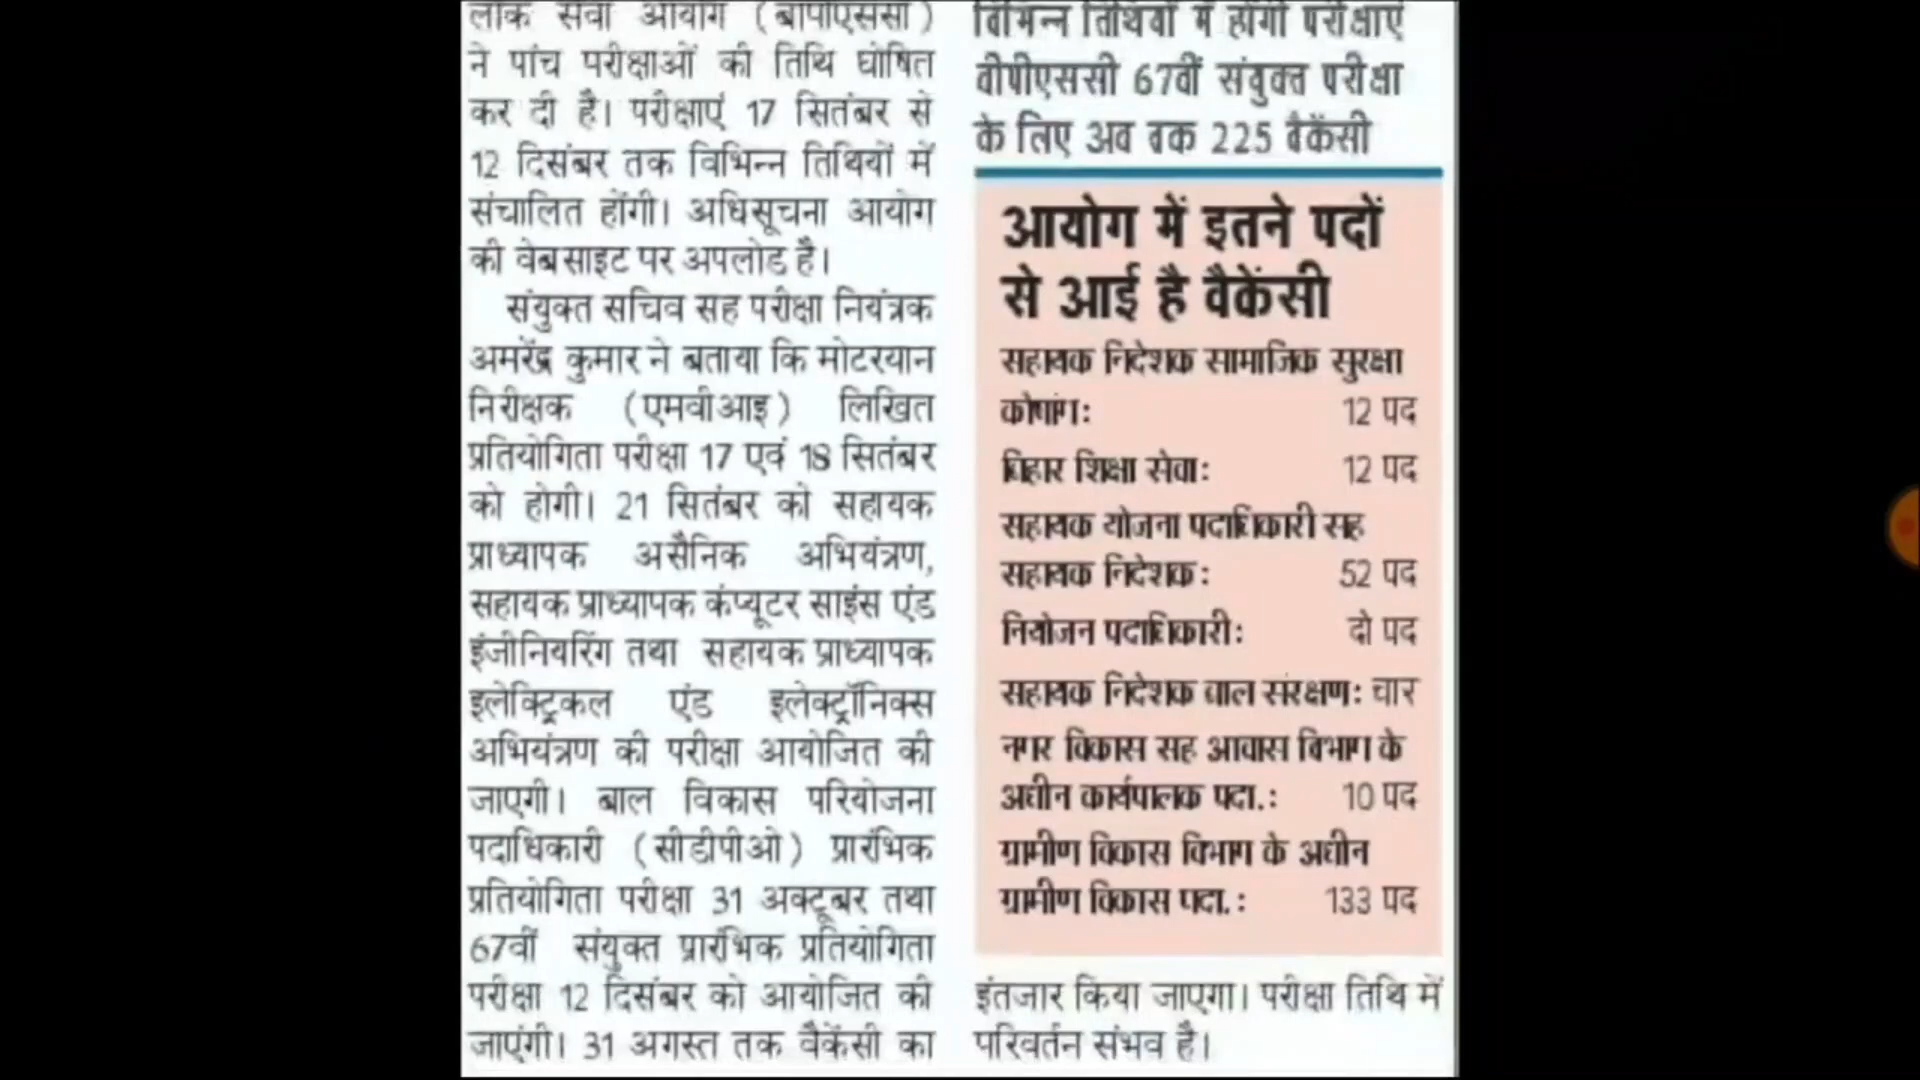 लोक सेवा आयोग (बीपीएससी)
ने पांच परीक्षाओं की तिथि घोषित
कर दी है। परीक्षाएं 17 सितंबर से
12 दिसंबर तक विभिन्न तिथियों में
संचालित होंगी। अधिसूचना आयोग
की वेबसाइट पर अपलोड है।
संयुक्त सचिव सह परीक्षा नियंत्रक
अमरेंद्र कुमार ने बताया कि मोटरयान
निरीक्षक (एमवीआइ) लिखित
प्रतियोगिता परीक्षा 17 एवं 18 सितंबर
को होगी। 21 सितंबर को सहायक
प्राध्यापक असैनिक अभियंत्रण,
सहायक प्राध्यापक कंप्यूटर साइंस एंड
इंजीनियरिंग तथा सहायक प्राध्यापक
इलेक्ट्रिकल एंड इलेक्ट्रॉनिक्स
अभियंत्रण की परीक्षा आयोजित की
जाएगी। बाल विकास परियोजना
पदाधिकारी (सीडीपीओ) प्रारंभिक
प्रतियोगिता परीक्षा 31 अक्टूबर तथा
67वीं संयुक्त प्रारंभिक प्रतियोगिता
परीक्षा 12 दिसंबर को आयोजित की
जाएंगी। 31 अगस्त तक वैकेंसी का
विभिन्न तिथियों में होंगी परीक्षाएं
बीपीएससी 67वीं संयुक्त परीक्षा
के लिए अब तक 225 वैकेंसी
आयोग में इतने पदों
से आई है वैकेंसी
सहायक निदेशक सामाजिक सुरक्षा
कोषांग: 12 पद
बिहार शिक्षा सेवा: 12 पद
सहायक योजना पदाधिकारी सह
सहायक निदेशक: 52 पद
नियोजन पदाधिकारी: दो पद
सहायक निदेशक बाल संरक्षण: चार
नगर विकास सह आवास विभाग के
अधीन कार्यपालक पदा.: 10 पद
ग्रामीण विकास विभाग के अधीन
ग्रामीण विकास पदा.: 133 पद
इंतजार किया जाएगा। परीक्षा तिथि में
परिवर्तन संभव है।